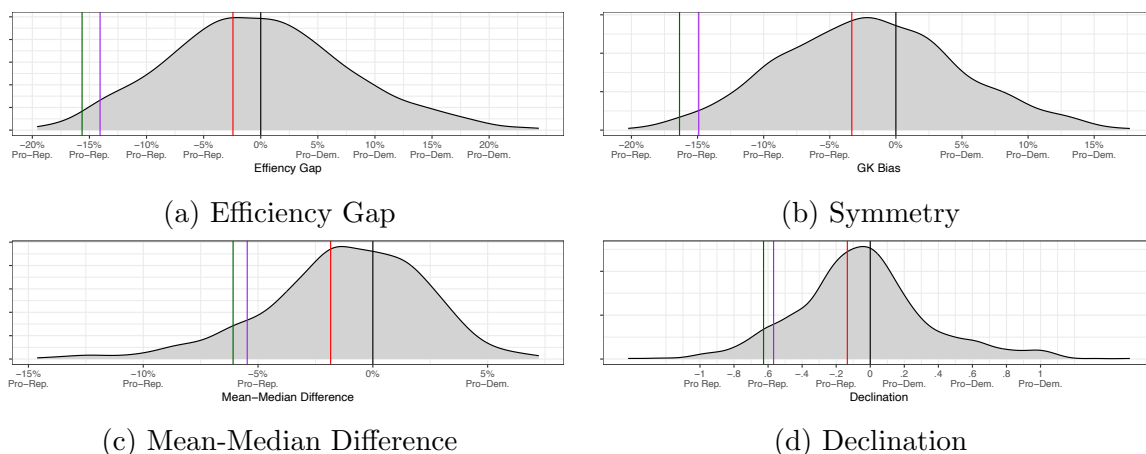 −20% −15% −10% −5% 0% 5% 10% 15% 20%
Pro−Rep. Pro−Rep. Pro−Rep. Pro−Rep. Pro−Dem. Pro−Dem. Pro−Dem. Pro−Dem.
Effiency Gap
(a) Efficiency Gap
−20% −15% −10% −5% 0% 5% 10% 15%
Pro−Rep. Pro−Rep. Pro−Rep. Pro−Rep. Pro−Dem. Pro−Dem. Pro−Dem.
GK Bias
(b) Symmetry
−15% −10% −5% 0% 5%
Pro−Rep. Pro−Rep. Pro−Rep. Pro−Dem.
Mean−Median Difference
(c) Mean-Median Difference
−1 −.8 .6 −.4 −.2 0 .2 .4 .6 .8 1
Pro Rep. Pro−Rep. Pro−Rep. Pro−Dem. Pro−Dem. Pro−Dem.
Declination
(d) Declination